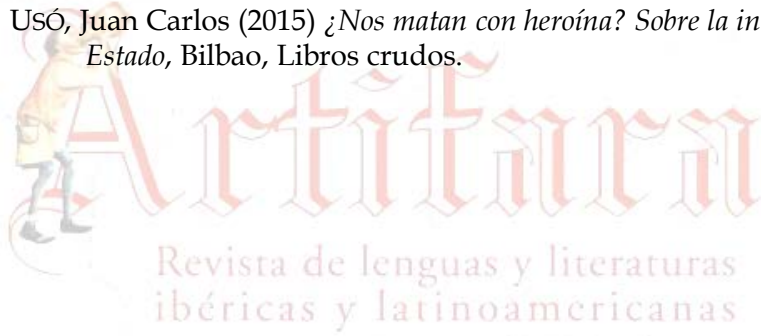 USÓ, Juan Carlos (2015) ¿Nos matan con heroína? Sobre la in
Estado, Bilbao, Libros crudos.
Artifara
Revista de lenguas y literaturas
ibéricas y latinoamericanas